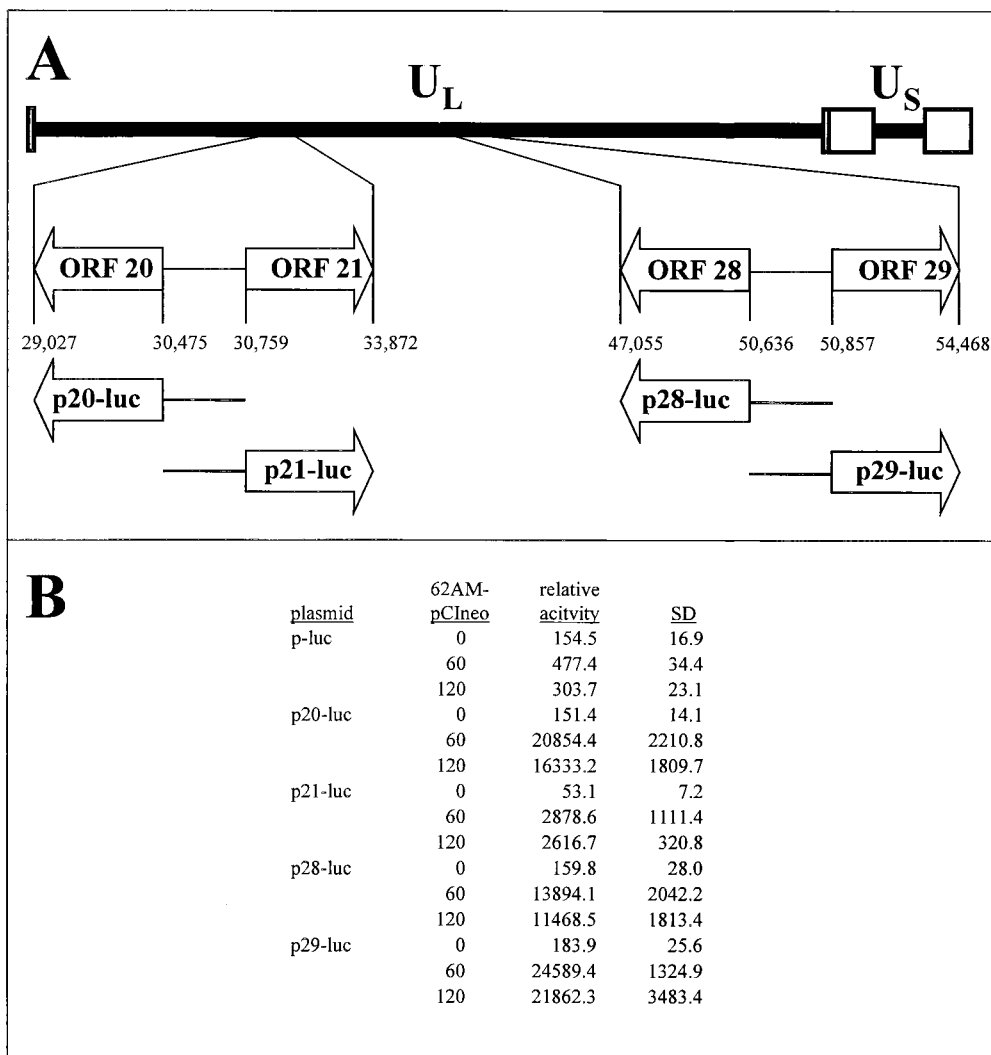 A
U_L
U_S
ORF 20
ORF 21
ORF 28
ORF 29
29,027
30,475
30,759
33,872
47,055
50,636
50,857
54,468
p20-luc
p28-luc
p21-luc
p29-luc
B
62AM- relative
plasmid pCIneo acitvity SD
p-luc 0 154.5 16.9
60 477.4 34.4
120 303.7 23.1
p20-luc 0 151.4 14.1
60 20854.4 2210.8
120 16333.2 1809.7
p21-luc 0 53.1 7.2
60 2878.6 1111.4
120 2616.7 320.8
p28-luc 0 159.8 28.0
60 13894.1 2042.2
120 11468.5 1813.4
p29-luc 0 183.9 25.6
60 24589.4 1324.9
120 21862.3 3483.4